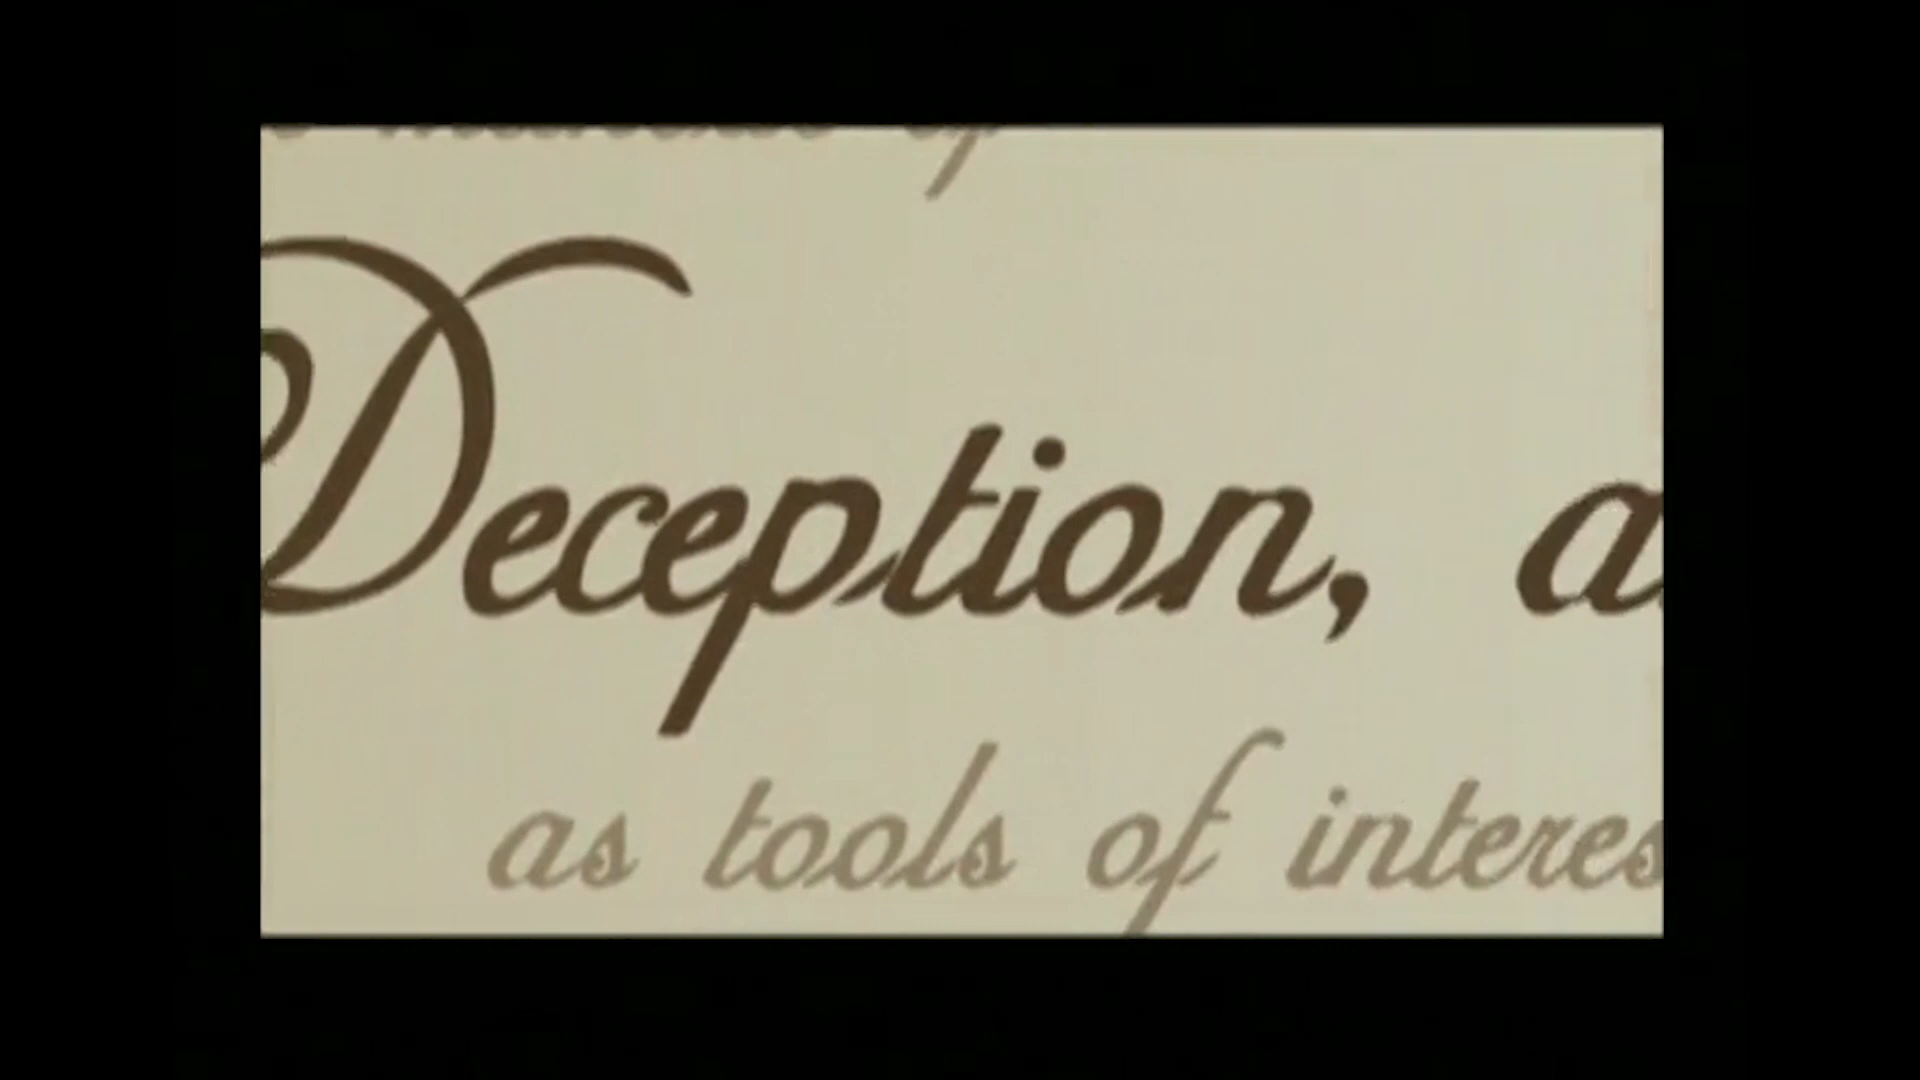 Deception, a
as tools of interes